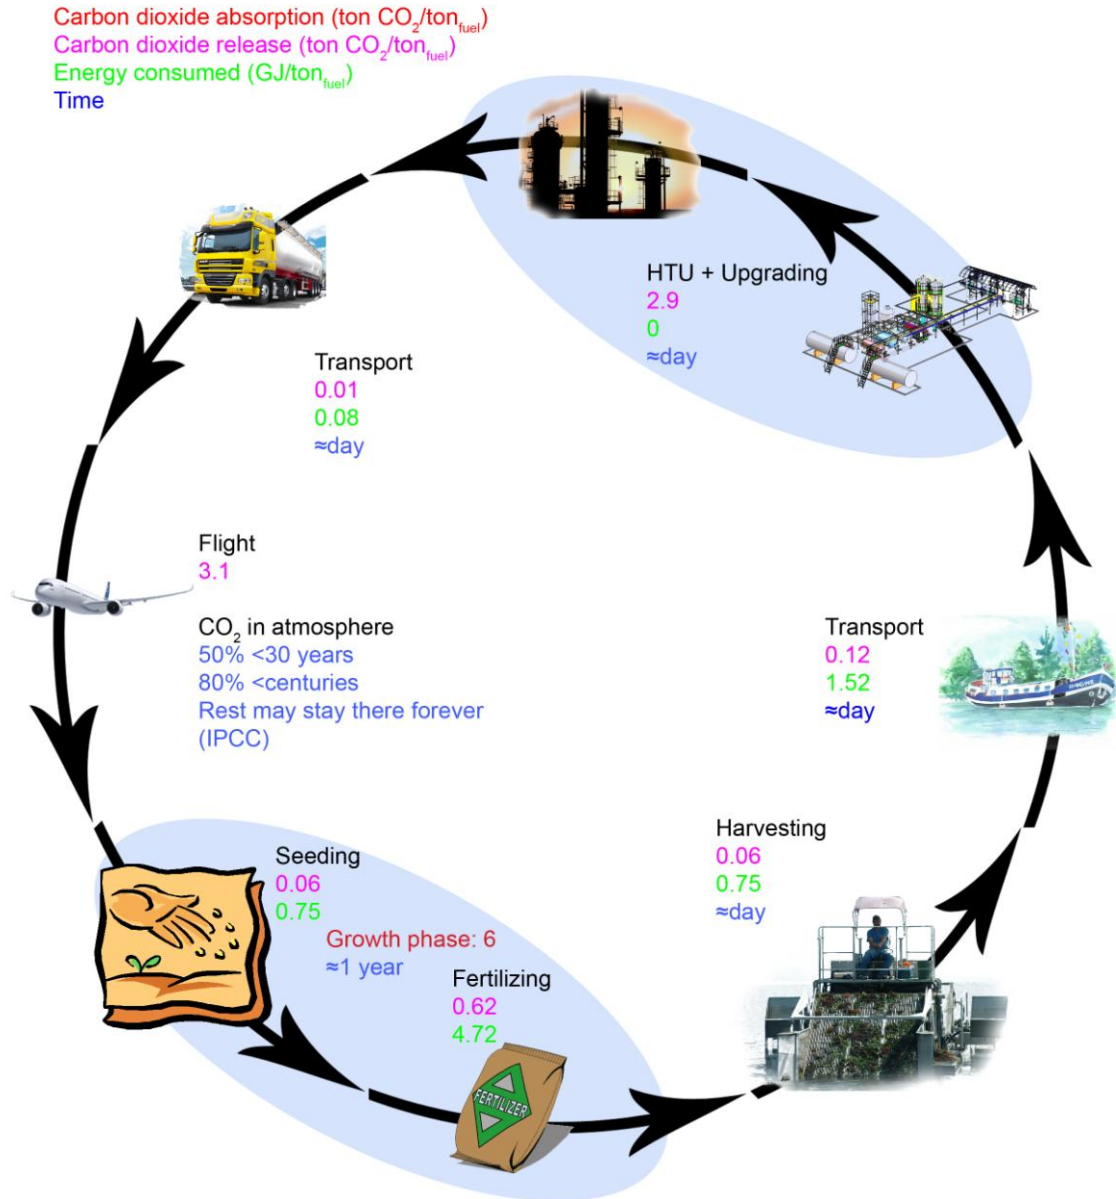 Carbon dioxide absorption (ton CO₂/ton_fuel)
Carbon dioxide release (ton CO₂/ton_fuel)
Energy consumed (GJ/ton_fuel)
Time
HTU + Upgrading
2.9
0
≈day
Transport
0.01
0.08
≈day
Flight
3.1
CO₂ in atmosphere
50% <30 years
80% <centuries
Rest may stay there forever
(IPCC)
Transport
0.12
1.52
≈day
Harvesting
0.06
0.75
≈day
Seeding
0.06
0.75
Growth phase: 6
≈1 year
Fertilizing
0.62
4.72
FERTILIZER